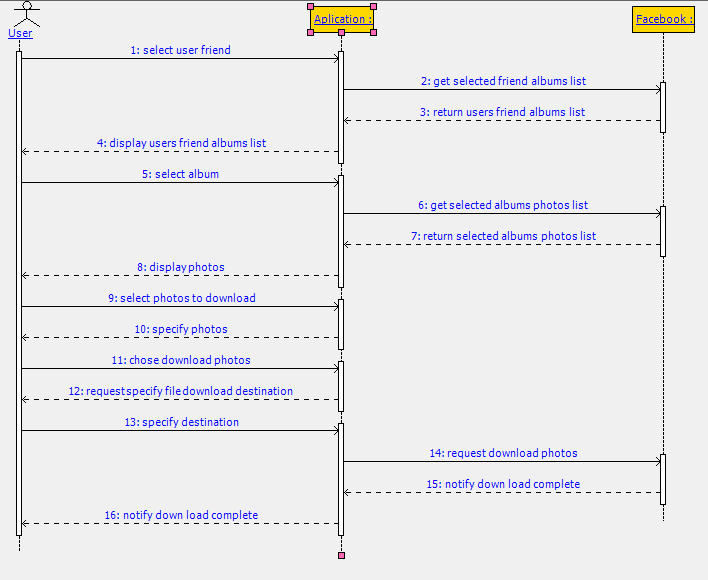 User
Aplication :
Facebook :
1: select user friend
2: get selected friend albums list
3: return users friend albums list
4: display users friend albums list
5: select album
6: get selected albums photos list
7: return selected albums photos list
8: display photos
9: select photos to download
10: specify photos
11: chose download photos
12: request specify file download destination
13: specify destination
14: request download photos
15: notify down load complete
16: notify down load complete